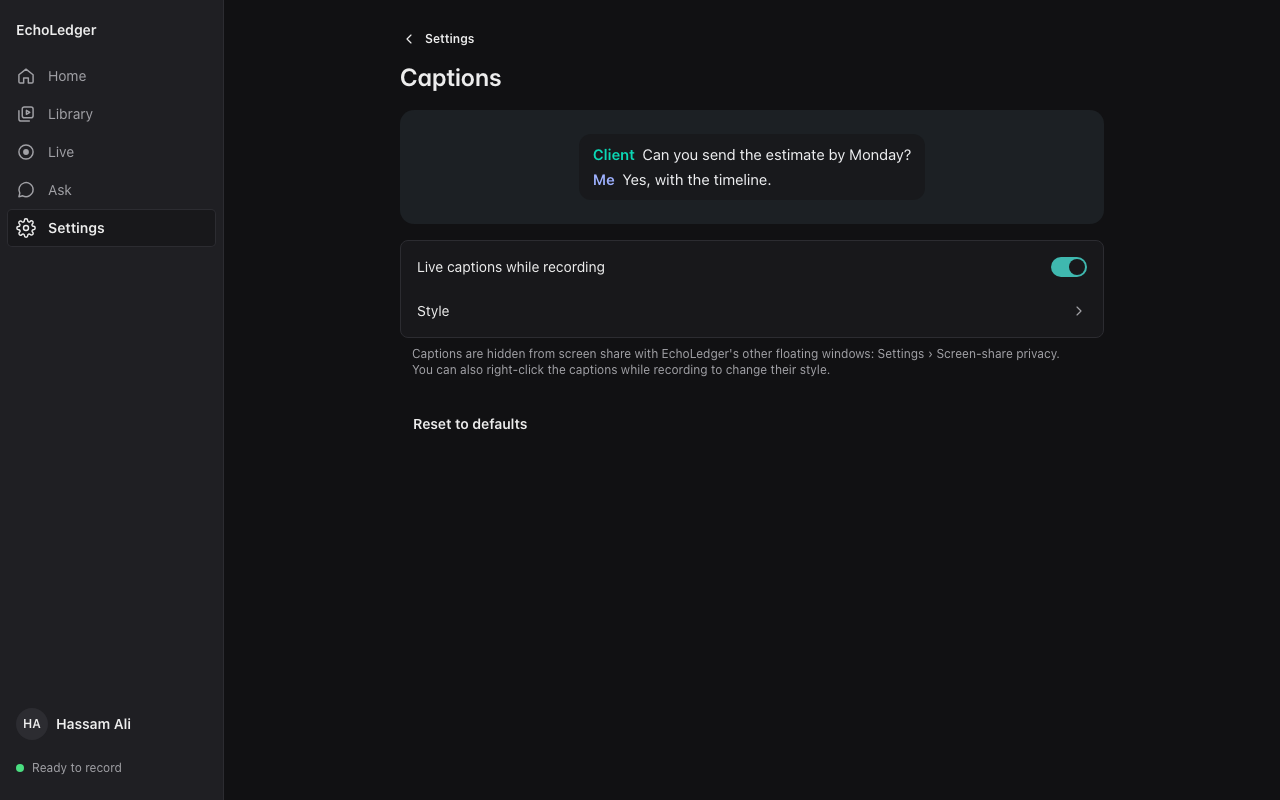 EchoLedger
Home
Library
Live
Ask
Settings
HA
Hassam Ali
Ready to record
Settings
Captions
Client Can you send the estimate by Monday?
Me Yes, with the timeline.
Live captions while recording
Style
Captions are hidden from screen share with EchoLedger's other floating windows: Settings › Screen-share privacy.
You can also right-click the captions while recording to change their style.
Reset to defaults